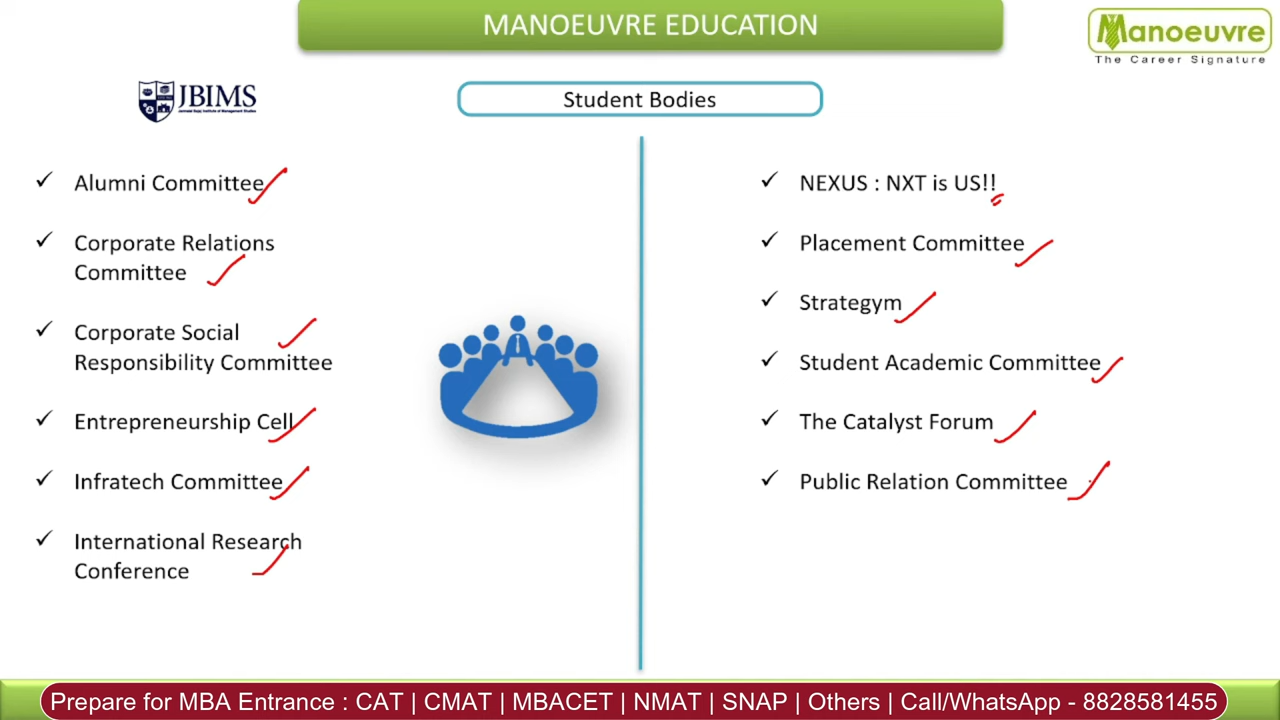 MANOEUVRE EDUCATION
Manoeuvre
The Career Signature
JBIMS
Student Bodies
Alumni Committee
Corporate Relations
Committee
Corporate Social
Responsibility Committee
Entrepreneurship Cell
Infratech Committee
International Research
Conference
NEXUS : NXT is US!!
Placement Committee
Strategym
Student Academic Committee
The Catalyst Forum
Public Relation Committee
Prepare for MBA Entrance : CAT | CMAT | MBACET | NMAT | SNAP | Others | Call/WhatsApp - 8828581455